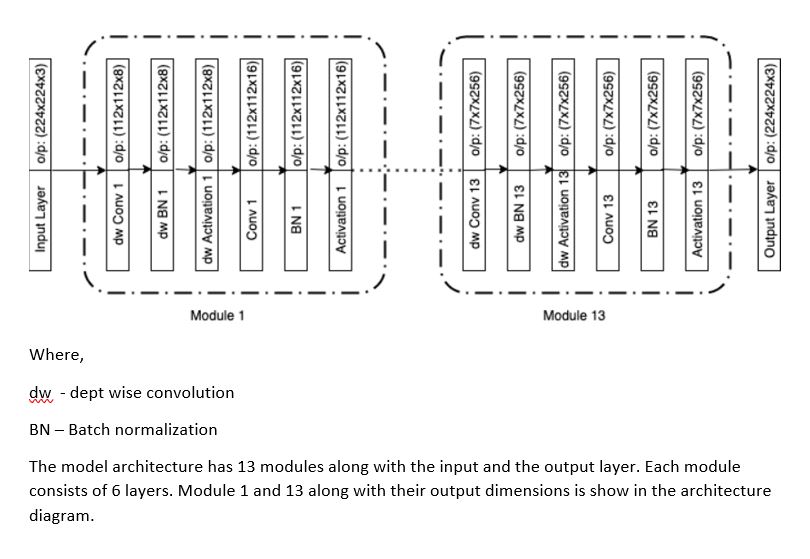 Input Layer o/p: (224x224x3)
dw Conv 1 o/p: (112x112x8)
dw BN 1 o/p: (112x112x8)
dw Activation 1 o/p: (112x112x8)
Conv 1 o/p: (112x112x16)
BN 1 o/p: (112x112x16)
Activation 1 o/p: (112x112x16)
dw Conv 13 o/p: (7x7x256)
dw BN 13 o/p: (7x7x256)
dw Activation 13 o/p: (7x7x256)
Conv 13 o/p: (7x7x256)
BN 13 o/p: (7x7x256)
Activation 13 o/p: (7x7x256)
Output Layer o/p: (224x224x3)
Module 1
Module 13
Where,
dw - dept wise convolution
BN – Batch normalization
The model architecture has 13 modules along with the input and the output layer. Each module
consists of 6 layers. Module 1 and 13 along with their output dimensions is show in the architecture
diagram.